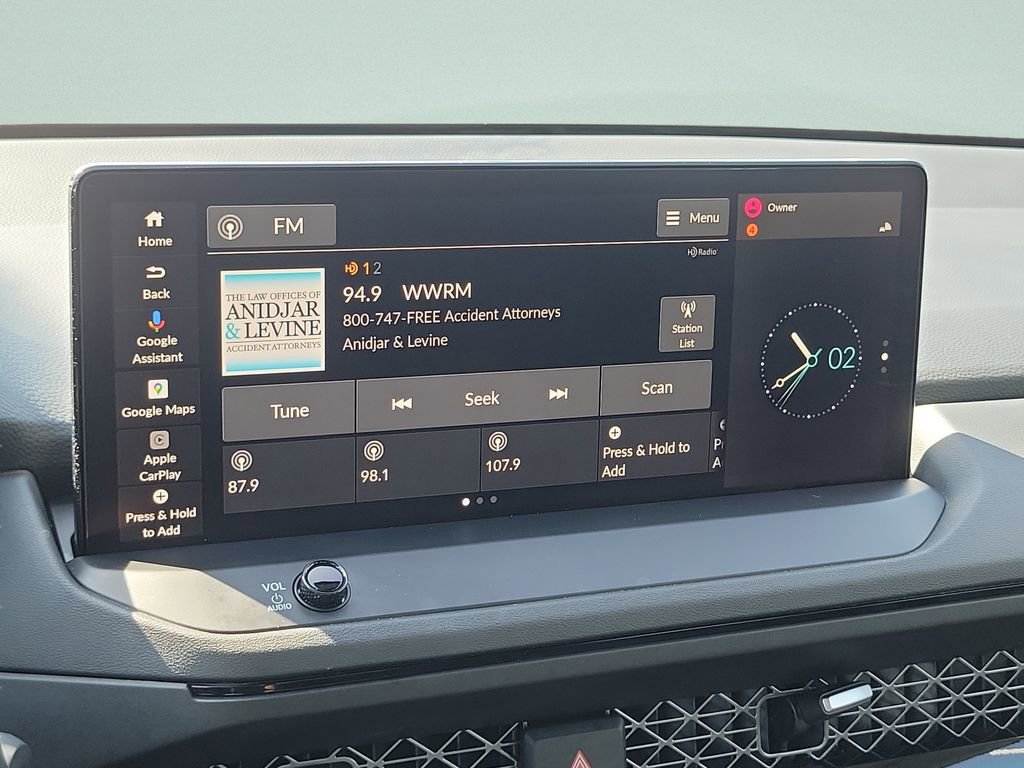 Home
Back
Google
Assistant
Google Maps
Apple
CarPlay
Press & Hold
to Add
FM
Menu
HD Radio
THE LAW OFFICES OF
ANIDJAR
& LEVINE
ACCIDENT ATTORNEYS
HD 1 2
94.9 WWRM
800-747-FREE Accident Attorneys
Anidjar & Levine
Station
List
Tune
Seek
Scan
87.9
98.1
107.9
Press & Hold to
Add
P
A
Owner
4
02
VOL
AUDIO